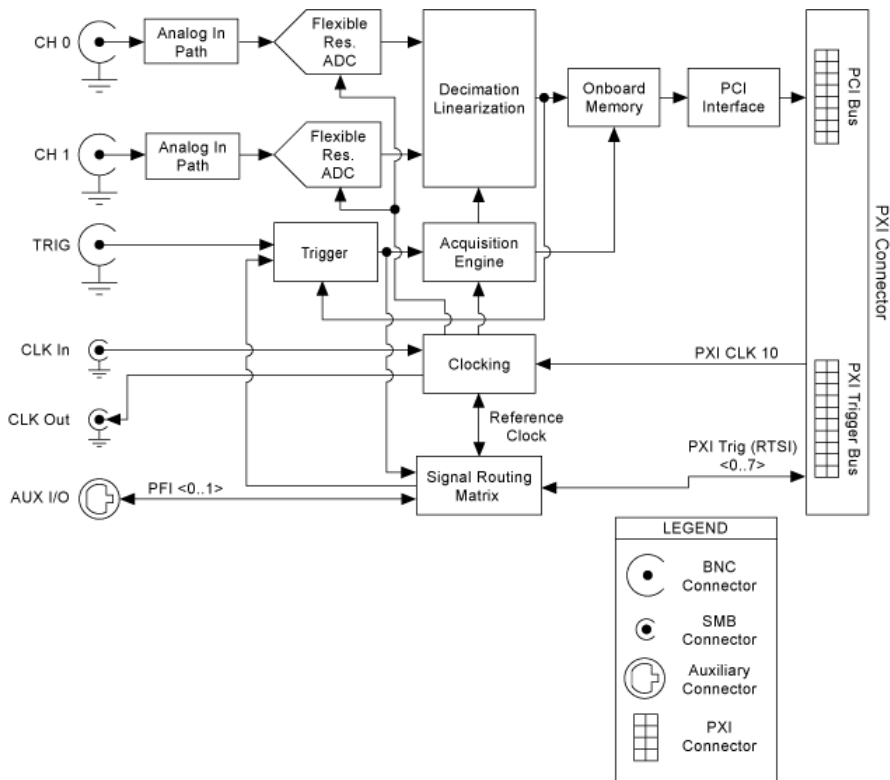 CH 0
Analog In
Path
Flexible
Res.
ADC
Decimation
Linearization
Onboard
Memory
PCI
Interface
PCI Bus
CH 1
Analog In
Path
Flexible
Res.
ADC
PXI Connector
TRIG
Trigger
Acquisition
Engine
CLK In
Clocking
PXI CLK 10
PXI Trigger Bus
CLK Out
Reference
Clock
PXI Trig (RTSI)
<0..7>
AUX I/O
PFI <0..1>
Signal Routing
Matrix
LEGEND
BNC
Connector
SMB
Connector
Auxiliary
Connector
PXI
Connector